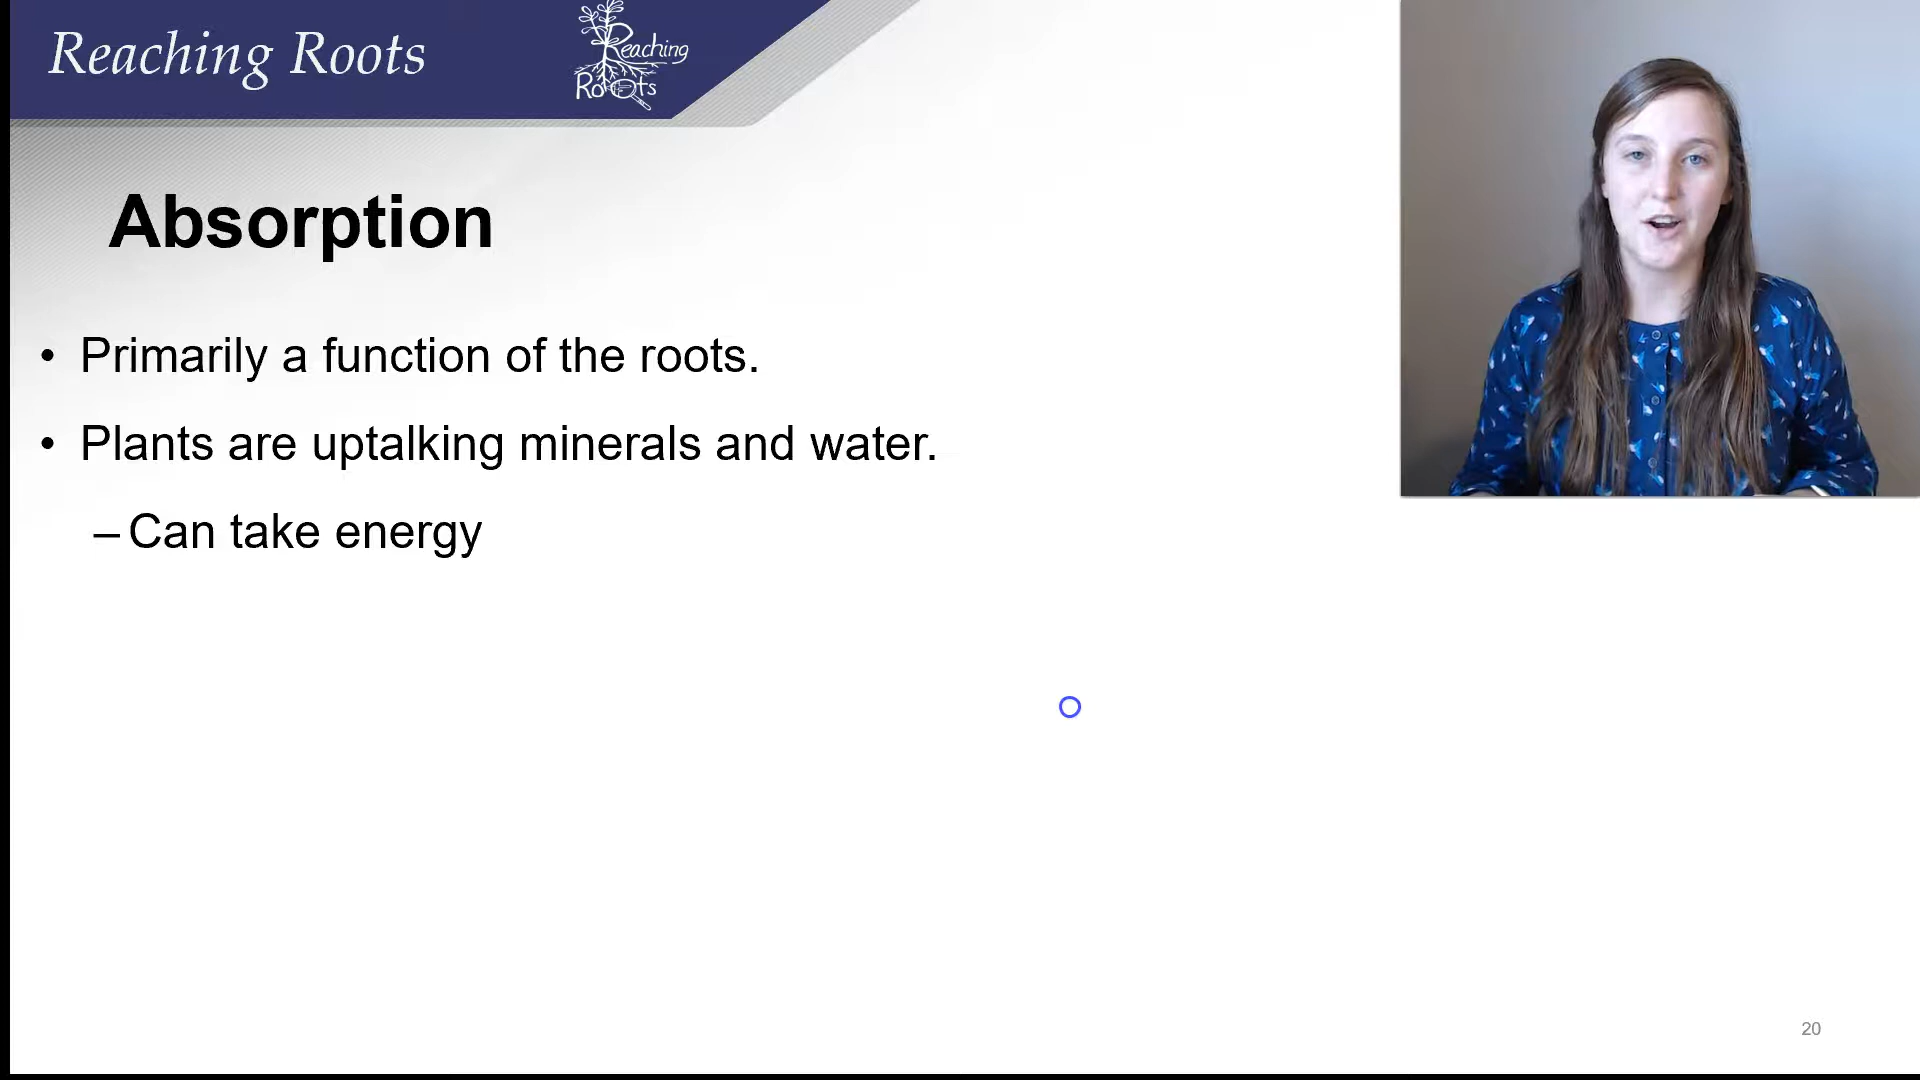 Reaching Roots
Reaching
Roots
Absorption
• Primarily a function of the roots.
• Plants are uptalking minerals and water.
– Can take energy
20